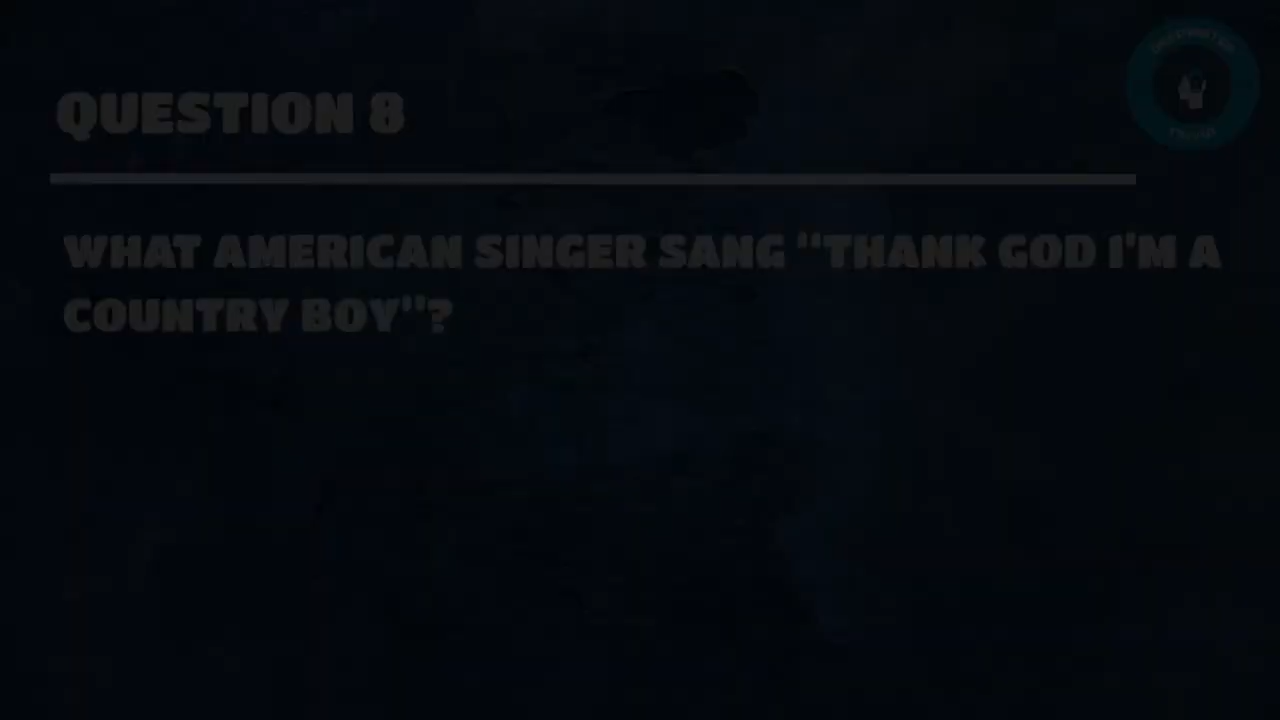 QUESTION 8
WHAT AMERICAN SINGER SANG "THANK GOD I'M A
COUNTRY BOY"?